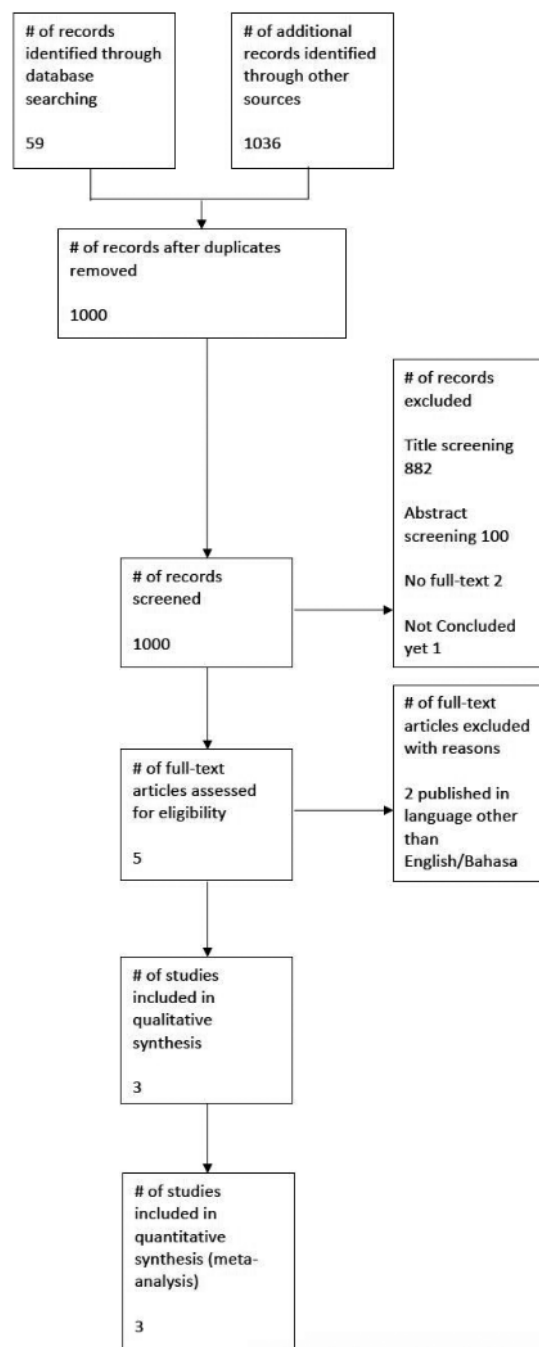 # of records
identified through
database
searching
59
# of additional
records identified
through other
sources
1036
# of records after duplicates
removed
1000
# of records
excluded
Title screening
882
Abstract
screening 100
No full-text 2
Not Concluded
yet 1
# of records
screened
1000
# of full-text
articles excluded
with reasons
2 published in
language other
than
English/Bahasa
# of full-text
articles assessed
for eligibility
5
# of studies
included in
qualitative
synthesis
3
# of studies
included in
quantitative
synthesis (meta-
analysis)
3